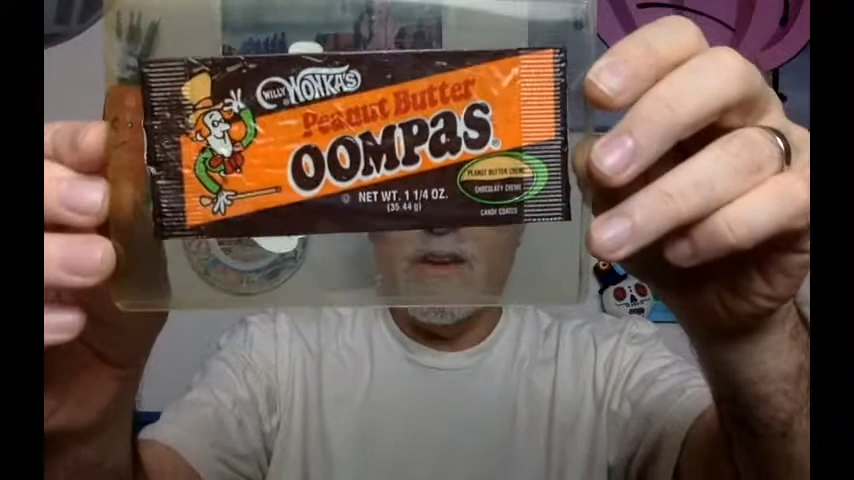 WILLY WONKA'S
Peanut Butter
OOMPAS®
NET WT. 1 1/4 OZ.
(35.44 g)
PEANUT BUTTER CREME
CHOCOLATY CREME
CANDY COATED